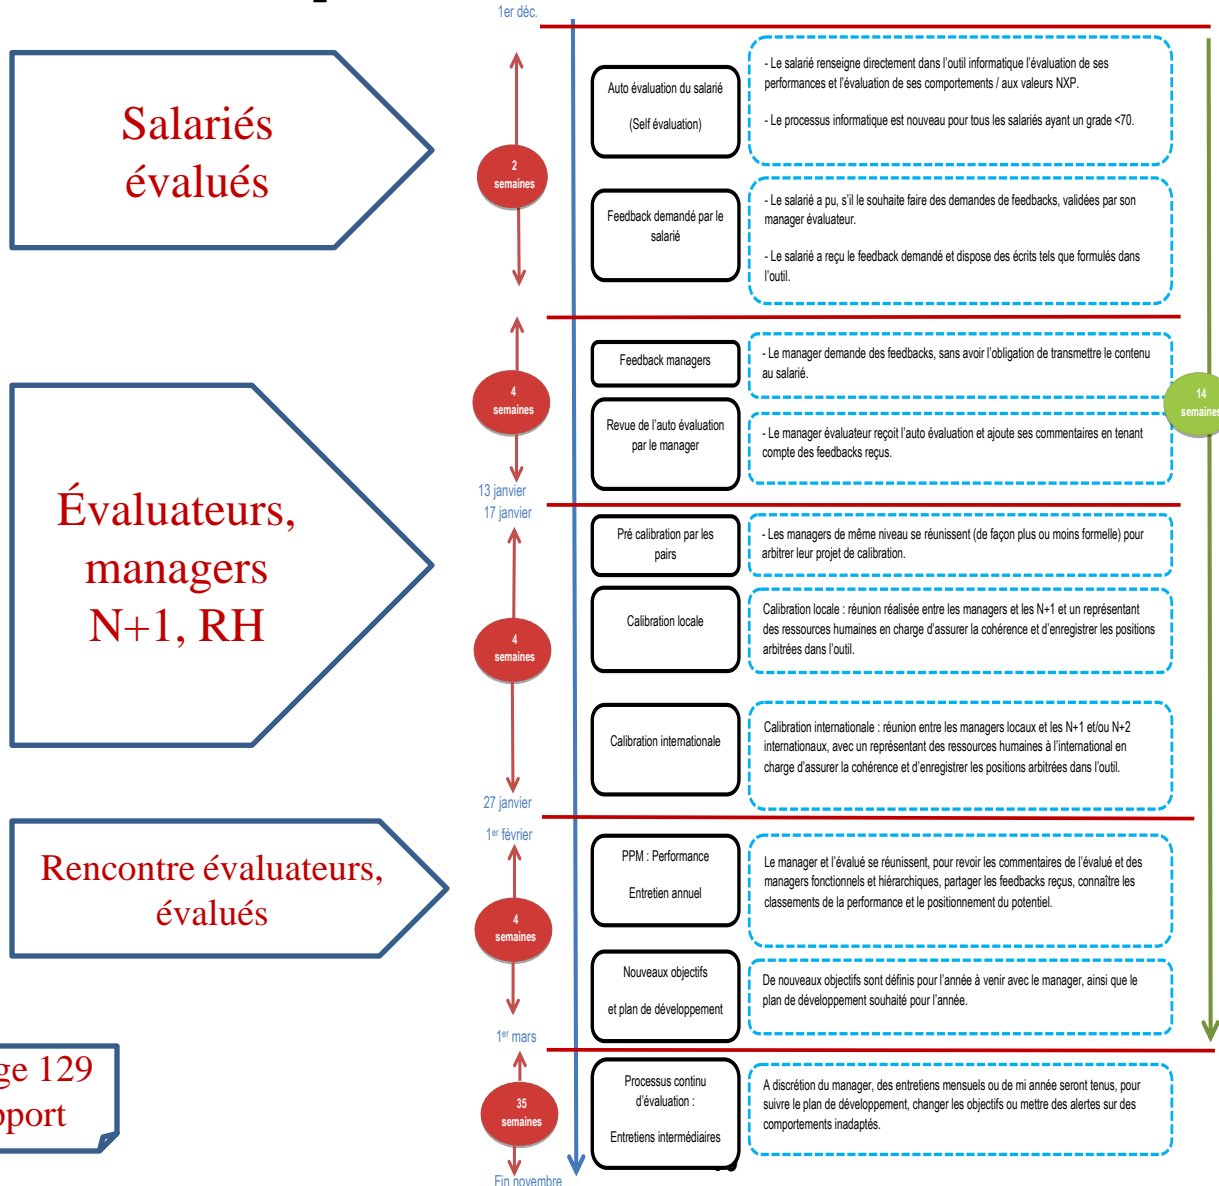 1er déc.
Salariés
évalués
2
semaines
Auto évaluation du salarié
(Self évaluation)
- Le salarié renseigne directement dans l'outil informatique l'évaluation de ses
performances et l'évaluation de ses comportements / aux valeurs NXP.
- Le processus informatique est nouveau pour tous les salariés ayant un grade <70.
Feedback demandé par le
salarié
- Le salarié a pu, s'il le souhaite faire des demandes de feedbacks, validées par son
manager évaluateur.
- Le salarié a reçu le feedback demandé et dispose des écrits tels que formulés dans
l'outil.
14
semaines
Évaluateurs,
managers
N+1, RH
4
semaines
Feedback managers
- Le manager demande des feedbacks, sans avoir l'obligation de transmettre le contenu
au salarié.
Revue de l'auto évaluation
par le manager
- Le manager évaluateur reçoit l'auto évaluation et ajoute ses commentaires en tenant
compte des feedbacks reçus.
13 janvier
17 janvier
4
semaines
Pré calibration par les
pairs
- Les managers de même niveau se réunissent (de façon plus ou moins formelle) pour
arbitrer leur projet de calibration.
Calibration locale
Calibration locale : réunion réalisée entre les managers et les N+1 et un représentant
des ressources humaines en charge d'assurer la cohérence et d'enregistrer les positions
arbitrées dans l'outil.
Calibration internationale
Calibration internationale : réunion entre les managers locaux et les N+1 et/ou N+2
internationaux, avec un représentant des ressources humaines à l'international en
charge d'assurer la cohérence et d'enregistrer les positions arbitrées dans l'outil.
27 janvier
1er février
Rencontre évaluateurs,
évalués
4
semaines
PPM : Performance
Entretien annuel
Le manager et l'évalué se réunissent, pour revoir les commentaires de l'évalué et des
managers fonctionnels et hiérarchiques, partager les feedbacks reçus, connaître les
classements de la performance et le positionnement du potentiel.
Nouveaux objectifs
et plan de développement
De nouveaux objectifs sont définis pour l'année à venir avec le manager, ainsi que le
plan de développement souhaité pour l'année.
1er mars
129
35
semaines
Processus continu
d'évaluation :
Entretiens intermédiaires
A discrétion du manager, des entretiens mensuels ou de mi année seront tenus, pour
suivre le plan de développement, changer les objectifs ou mettre des alertes sur des
comportements inadaptés.
Fin novembre